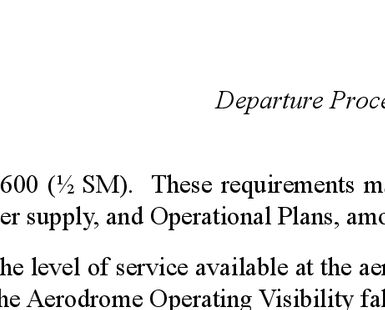 Departure Proce
600 (½ SM). These requirements m
er supply, and Operational Plans, amo
he level of service available at the aer
he Aerodrome Operating Visibility fal